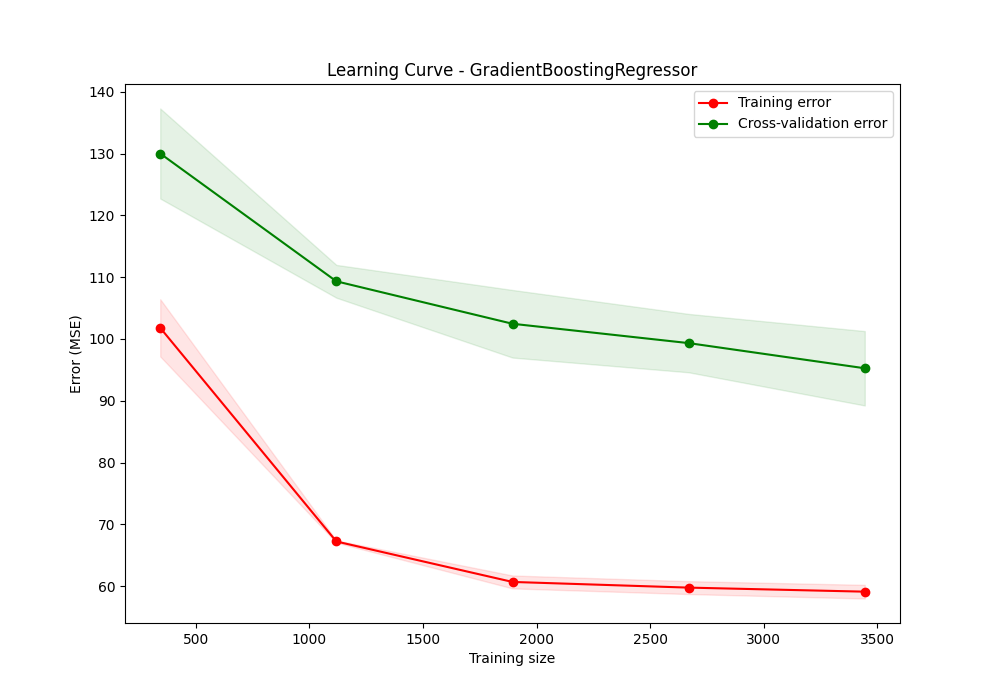 Learning Curve - GradientBoostingRegressor
Training error
Cross-validation error
140
130
120
110
100
90
80
70
60
Error (MSE)
500 1000 1500 2000 2500 3000 3500
Training size